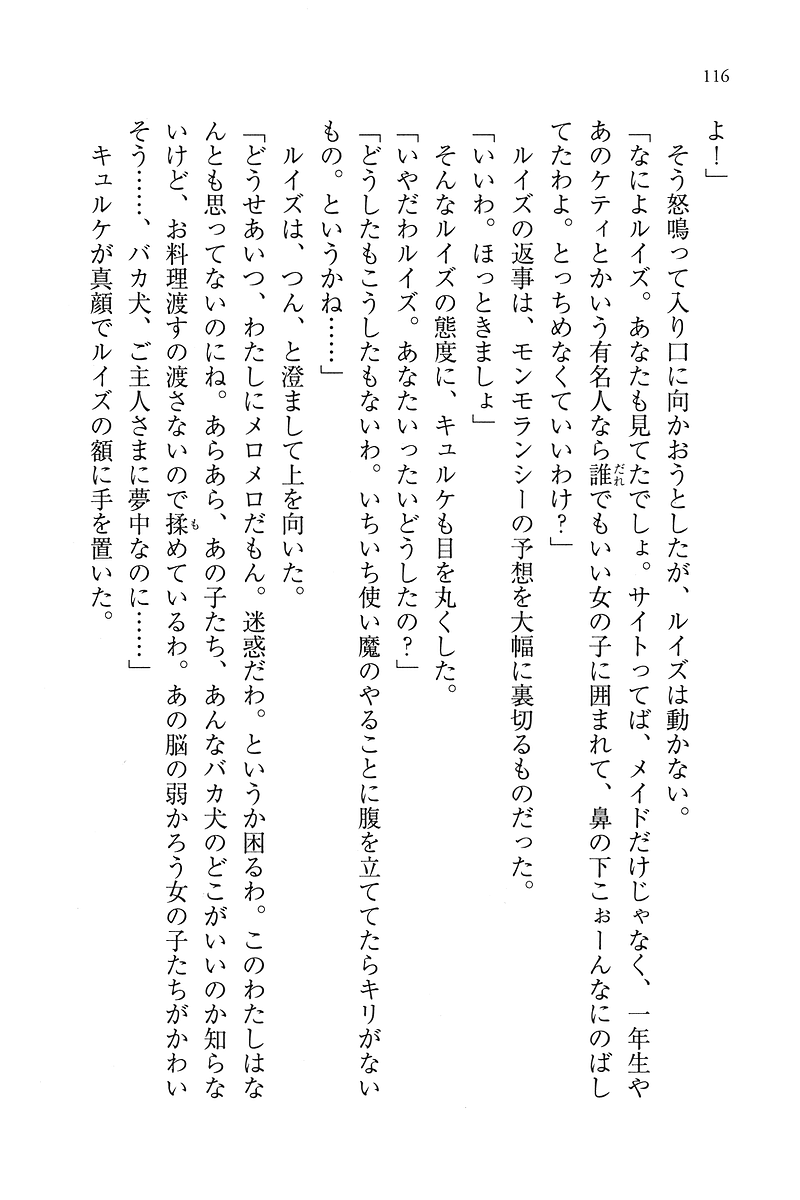 116
よ！」
　そう怒鳴って入り口に向かおうとしたが、ルイズは動かない。
「なによルイズ。あなたも見てたでしょ。サイトってば、メイドだけじゃなく、一年生や
あのケティとかいう有名人なら誰でもいい女の子に囲まれて、鼻の下こぉーんなにのばし
てたわよ。とっちめなくていいわけ？」
　ルイズの返事は、モンモランシーの予想を大幅に裏切るものだった。
「いいわ。ほっときましょ」
　そんなルイズの態度に、キュルケも目を丸くした。
「いやだわルイズ。あなたいったいどうしたの？」
「どうしたもこうしたもないわ。いちいち使い魔のやることに腹を立ててたらキリがない
もの。というかね……」
　ルイズは、つん、と澄まして上を向いた。
「どうせあいつ、わたしにメロメロだもん。迷惑だわ。というか困るわ。このわたしはな
んとも思ってないのにね。あらあら、あの子たち、あんなバカ犬のどこがいいのか知らな
いけど、お料理渡すの渡さないので揉めているわ。あの脳の弱かろう女の子たちがかわい
そう……、バカ犬、ご主人さまに夢中なのに……」
　キュルケが真顔でルイズの額に手を置いた。
だれ
も